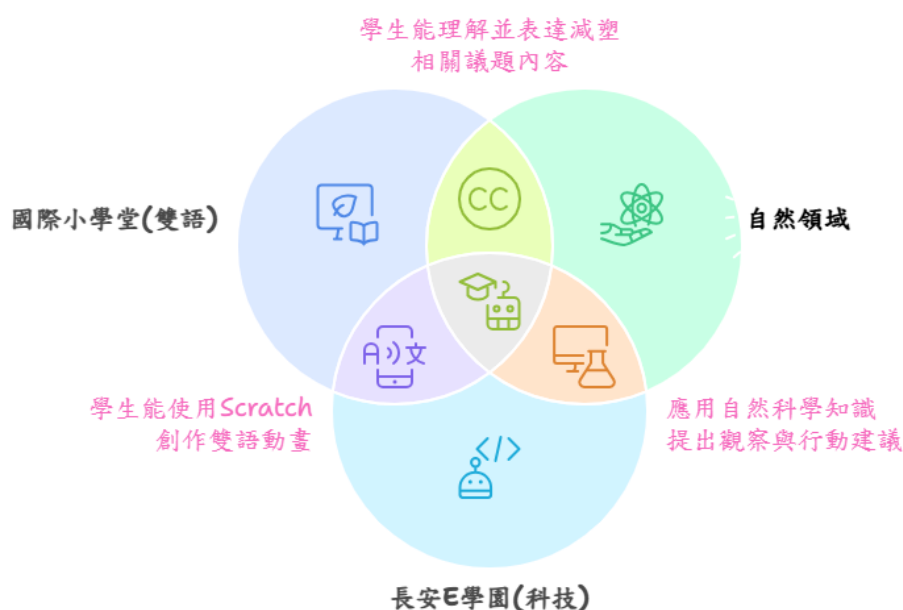 學生能理解並表達減塑
相關議題內容
CC
國際小學堂(雙語)
自然領域
A 文
學生能使用Scratch
創作雙語動畫
應用自然科學知識
提出觀察與行動建議
</>
長安E學園(科技)